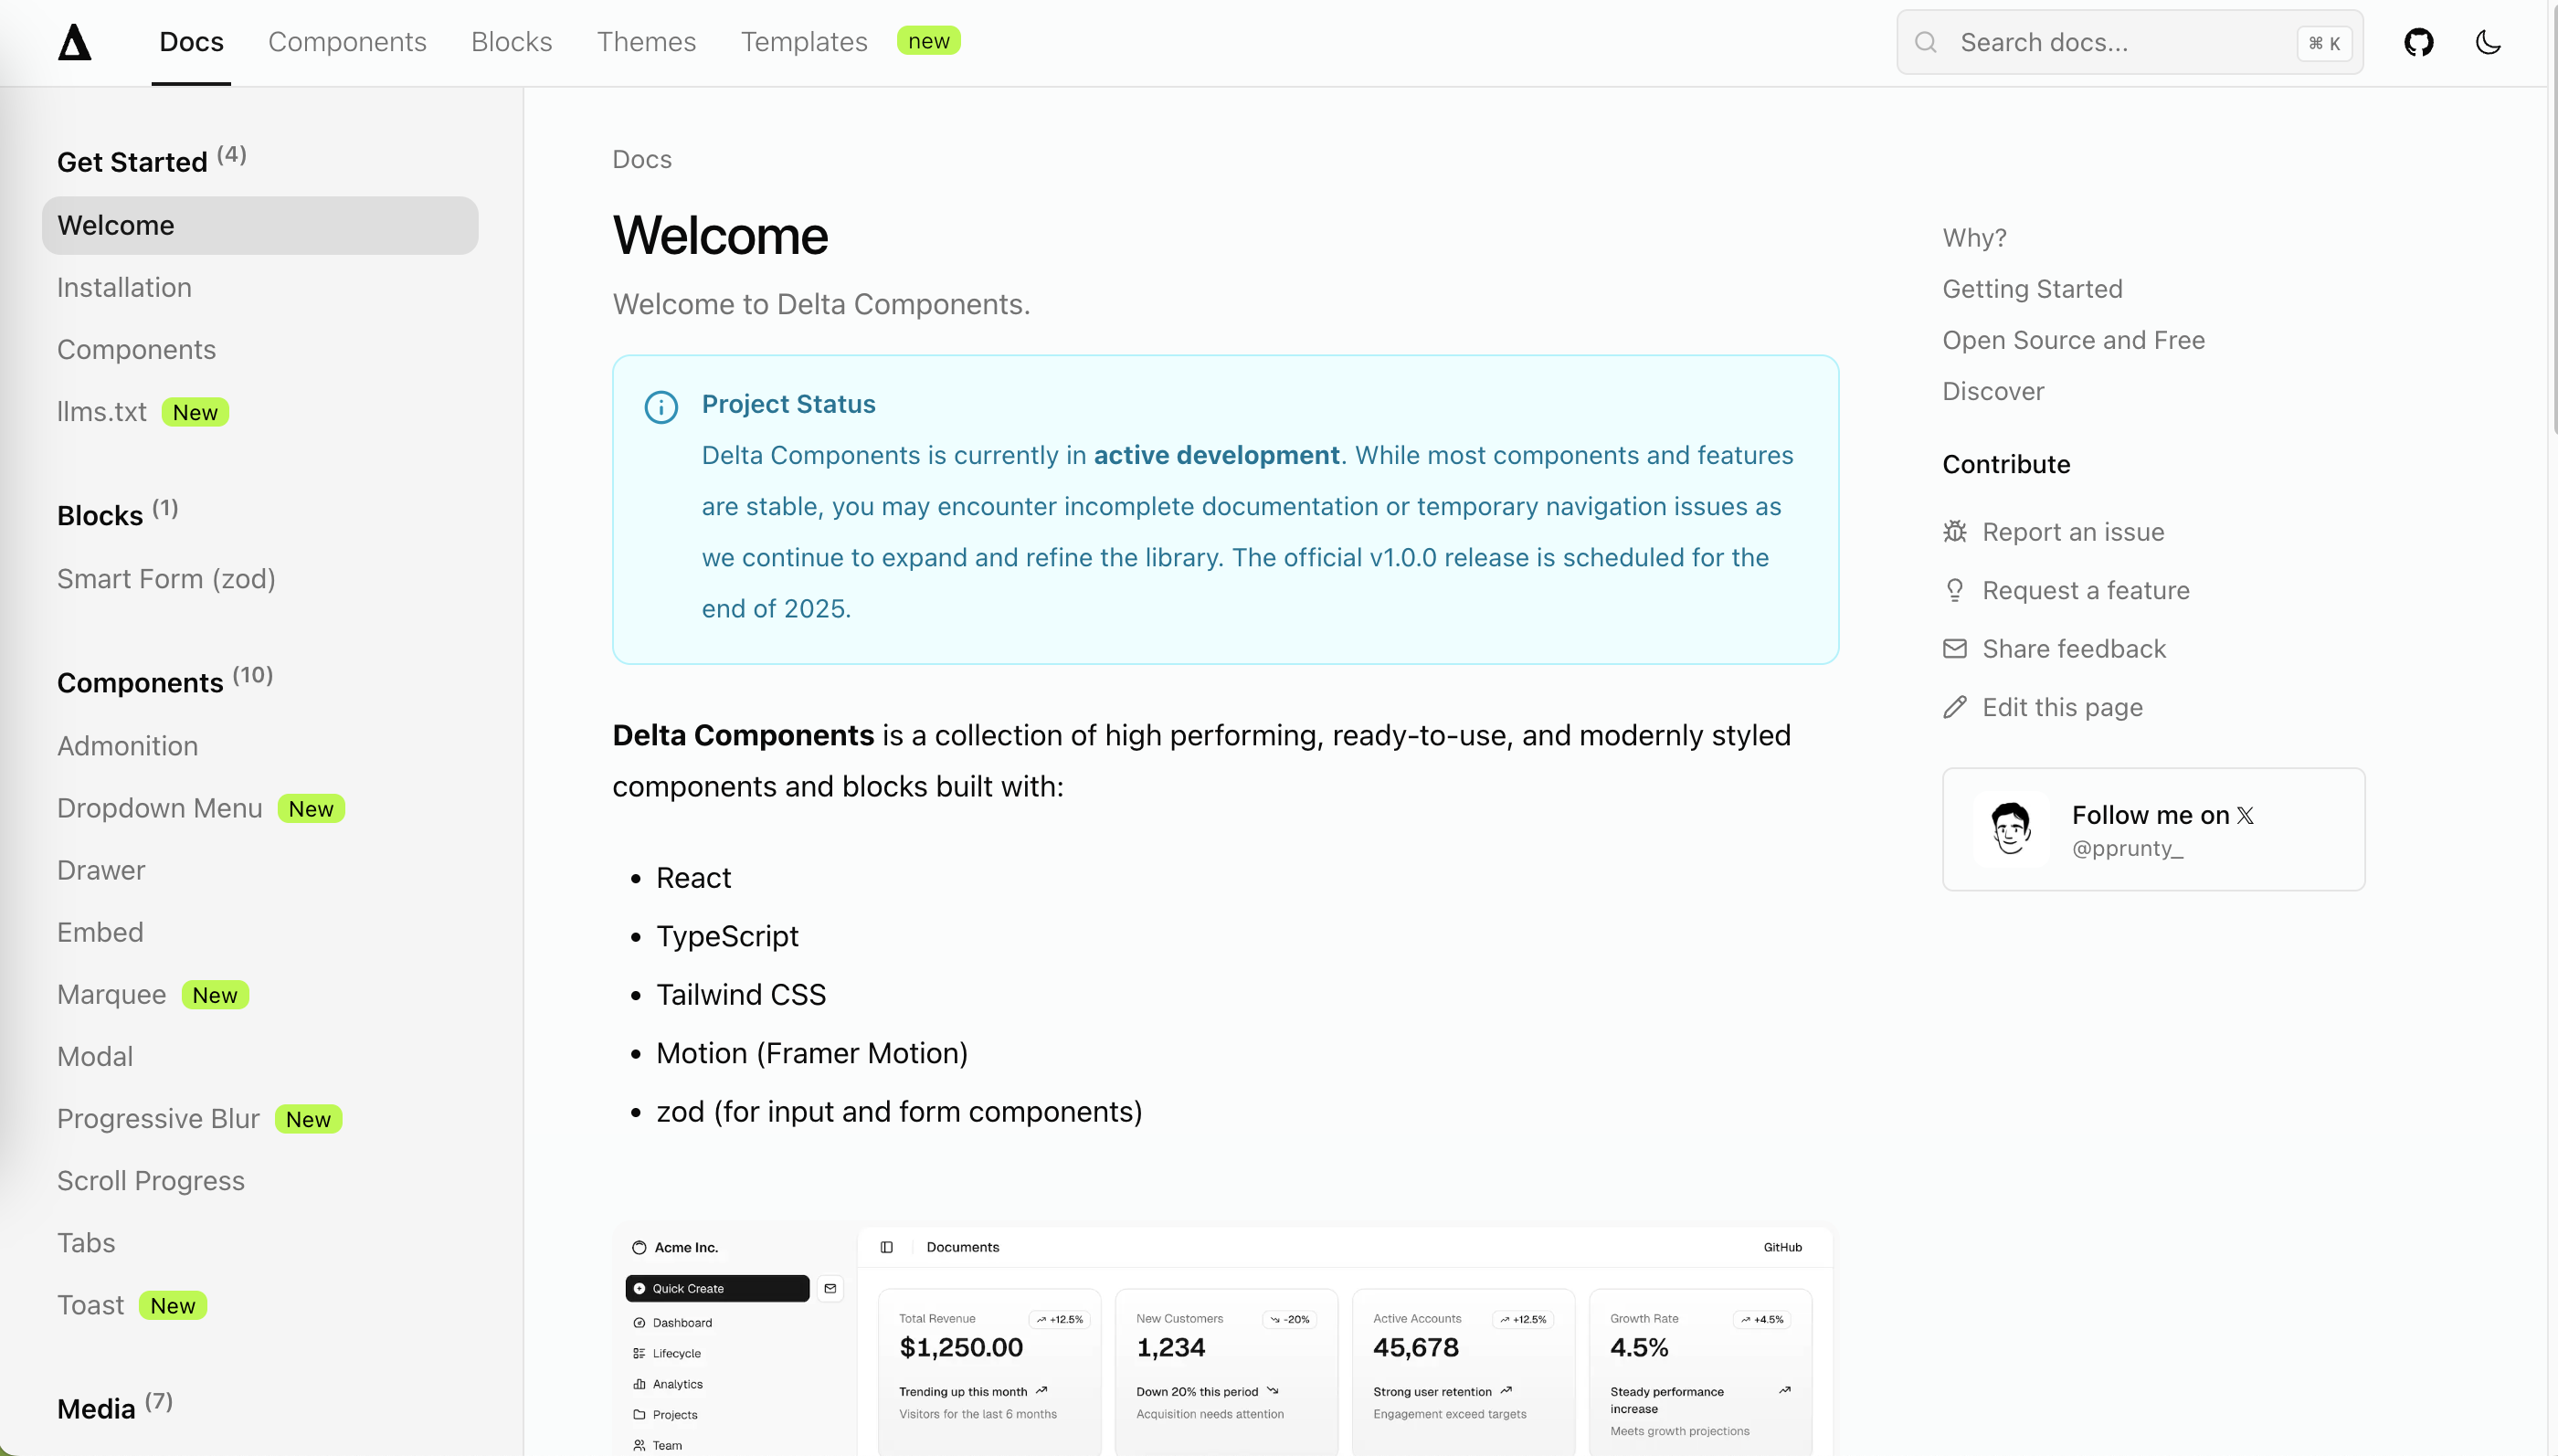 Docs
Components
Blocks
Themes
Templates
new
Search docs...
⌘ K
Get Started (4)
Welcome
Installation
Components
llms.txt New
Blocks (1)
Smart Form (zod)
Components (10)
Admonition
Dropdown Menu New
Drawer
Embed
Marquee New
Modal
Progressive Blur New
Scroll Progress
Tabs
Toast New
Media (7)
Docs
Welcome
Welcome to Delta Components.
Project Status
Delta Components is currently in active development. While most components and features
are stable, you may encounter incomplete documentation or temporary navigation issues as
we continue to expand and refine the library. The official v1.0.0 release is scheduled for the
end of 2025.
Delta Components is a collection of high performing, ready-to-use, and modernly styled
components and blocks built with:
• React
• TypeScript
• Tailwind CSS
• Motion (Framer Motion)
• zod (for input and form components)
Acme Inc.
Quick Create
Dashboard
Lifecycle
Analytics
Projects
Team
Documents
GitHub
Total Revenue
+12.5%
$1,250.00
Trending up this month
Visitors for the last 6 months
New Customers
-20%
1,234
Down 20% this period
Acquisition needs attention
Active Accounts
+12.5%
45,678
Strong user retention
Engagement exceed targets
Growth Rate
+4.5%
4.5%
Steady performance
increase
Meets growth projections
Why?
Getting Started
Open Source and Free
Discover
Contribute
Report an issue
Request a feature
Share feedback
Edit this page
Follow me on 𝕏
@pprunty_